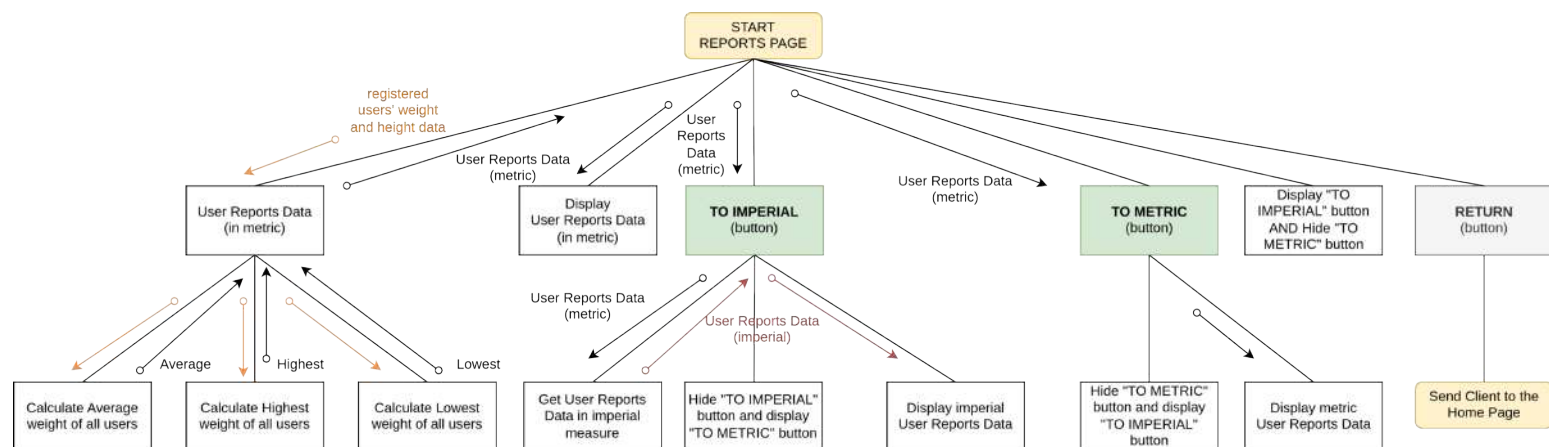 START
REPORTS PAGE
registered
users' weight
and height data
User Reports Data
(metric)
User
Reports
Data
(metric)
User Reports Data
(metric)
User Reports Data
(in metric)
Display
User Reports Data
(in metric)
TO IMPERIAL
(button)
TO METRIC
(button)
Display "TO
IMPERIAL" button
AND Hide "TO
METRIC" button
RETURN
(button)
User Reports Data
(metric)
User Reports Data
(imperial)
Average
Highest
Lowest
Calculate Average
weight of all users
Calculate Highest
weight of all users
Calculate Lowest
weight of all users
Get User Reports
Data in imperial
measure
Hide "TO IMPERIAL"
button and display
"TO METRIC" button
Display imperial
User Reports Data
Hide "TO METRIC"
button and display
"TO IMPERIAL"
button
Display metric
User Reports Data
Send Client to the
Home Page